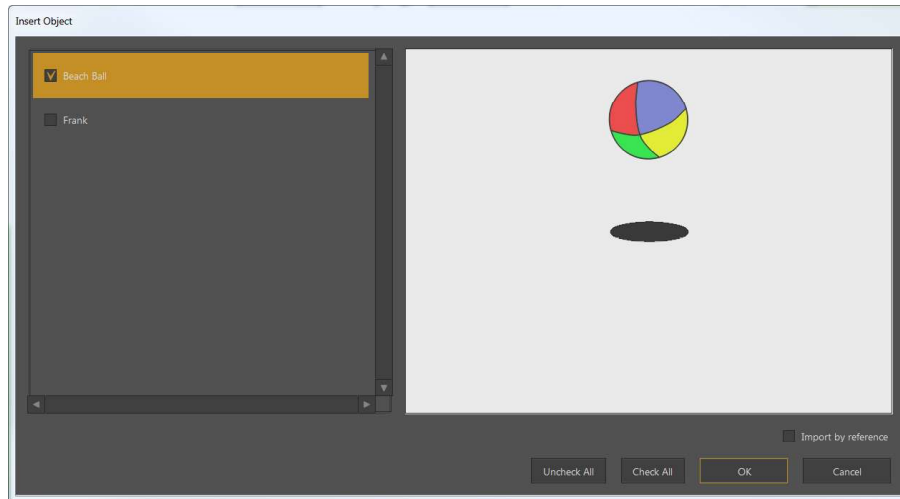 Insert Object
Beach Ball
Frank
Import by reference
Uncheck All Check All OK Cancel